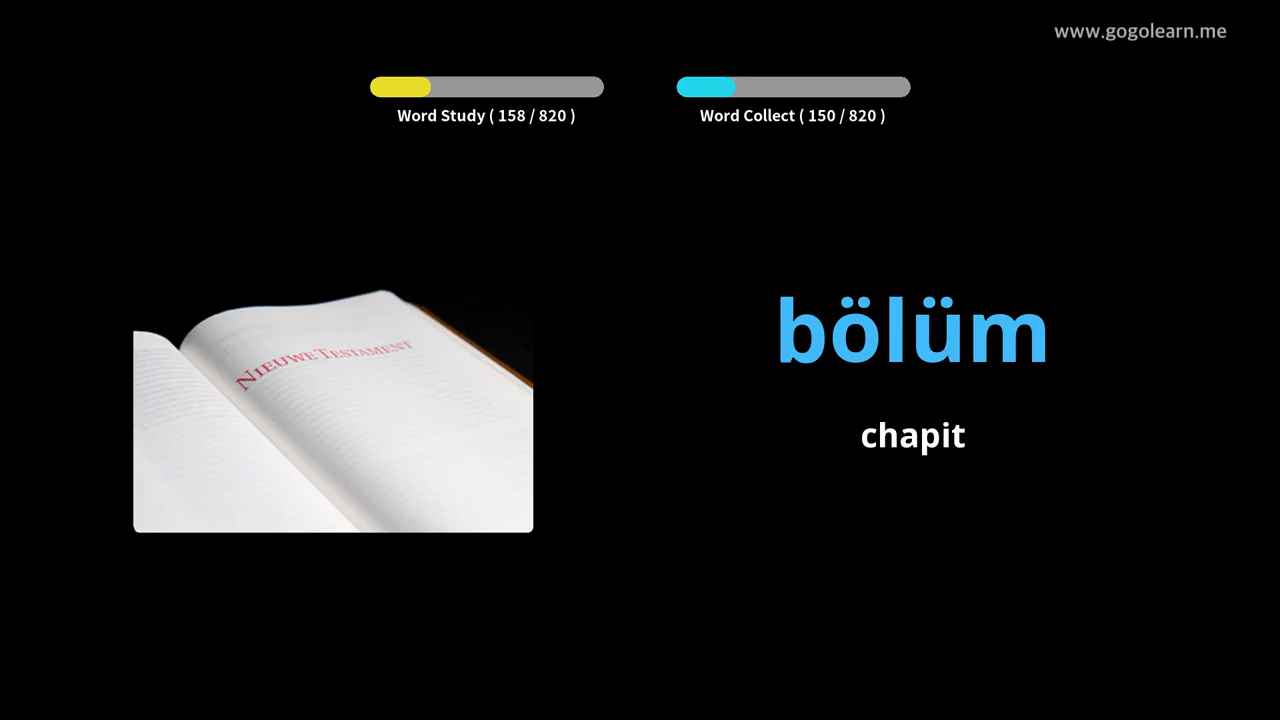 www.gogolearn.me
Word Study ( 158 / 820 )
Word Collect ( 150 / 820 )
NIEUWE TESTAMENT
bölüm
chapit